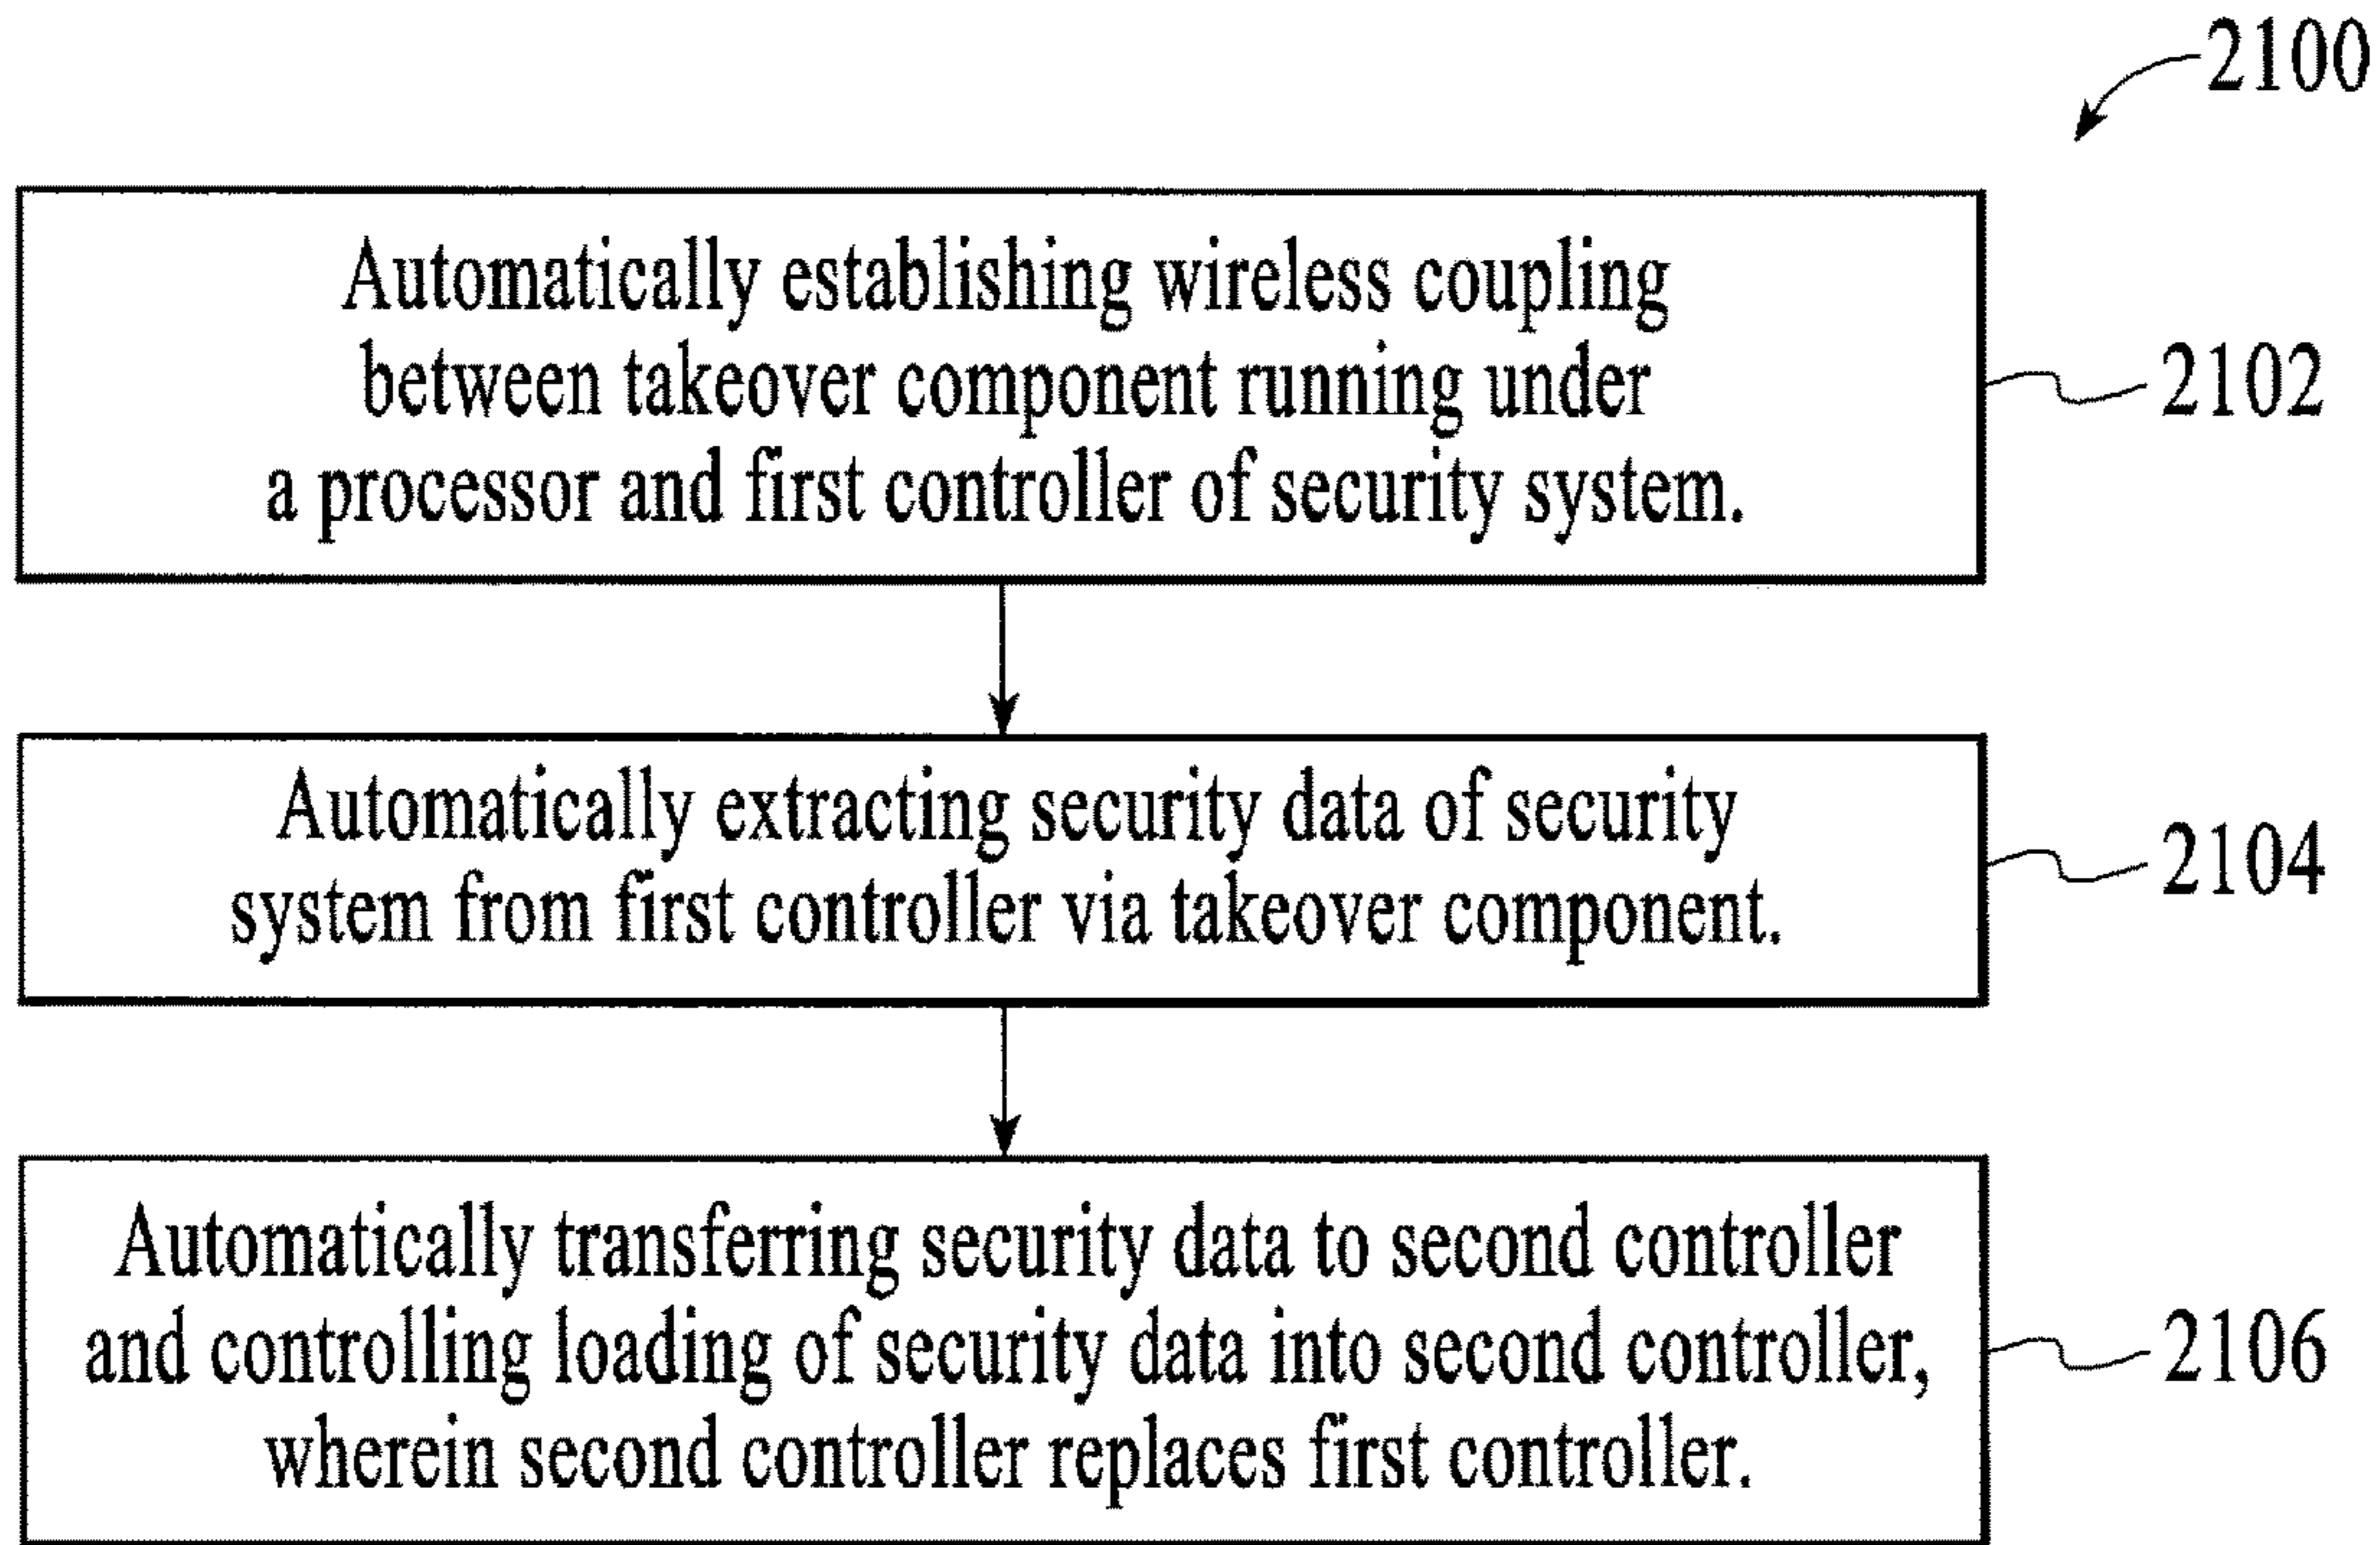 2100
Automatically establishing wireless coupling
between takeover component running under
a processor and first controller of security system.
2102
Automatically extracting security data of security
system from first controller via takeover component.
2104
Automatically transferring security data to second controller
and controlling loading of security data into second controller,
wherein second controller replaces first controller.
2106